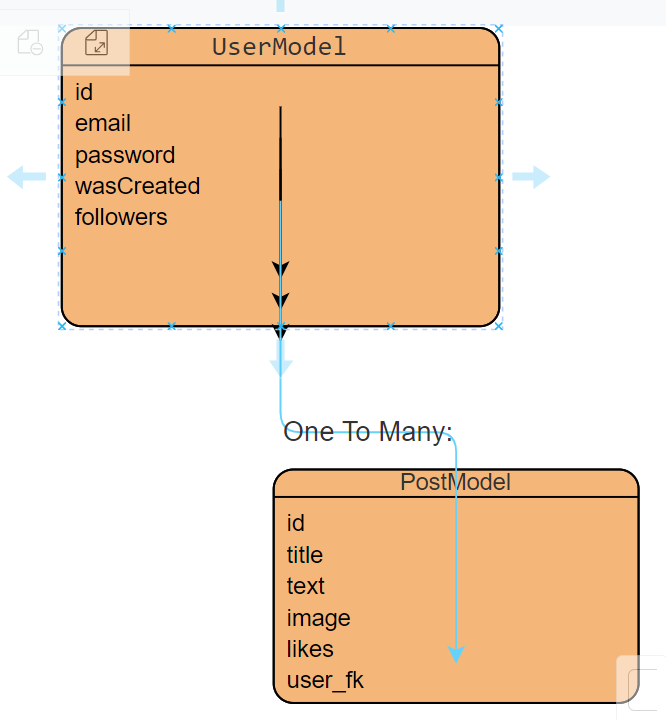 UserModel
id
email
password
wasCreated
followers
One To Many:
PostModel
id
title
text
image
likes
user_fk